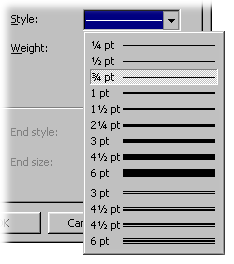 Style:
Weight:
¼ pt
½ pt
¾ pt
1 pt
1½ pt
2¼ pt
3 pt
4½ pt
6 pt
3 pt
4½ pt
4½ pt
6 pt
End style:
End size:
K
Car